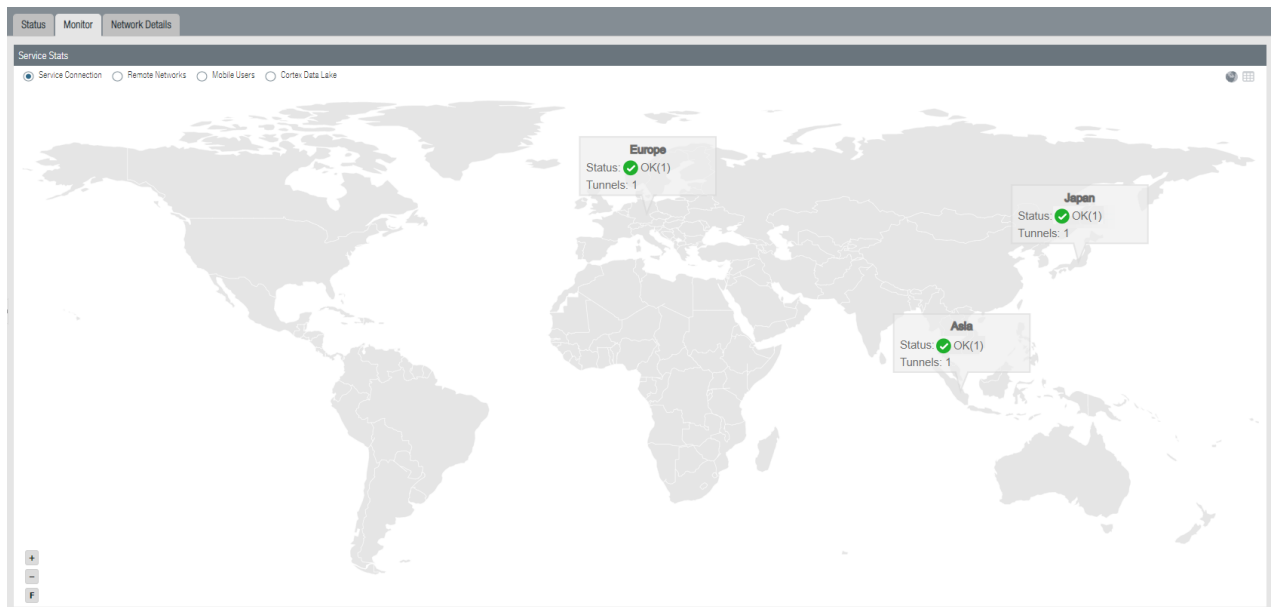 Status Monitor Network Details
Service Stats
Service Connection Remote Networks Mobile Users Cortex Data Lake
Europe
Status: OK(1)
Tunnels: 1
Japan
Status: OK(1)
Tunnels: 1
Asia
Status: OK(1)
Tunnels: 1
+
−
F